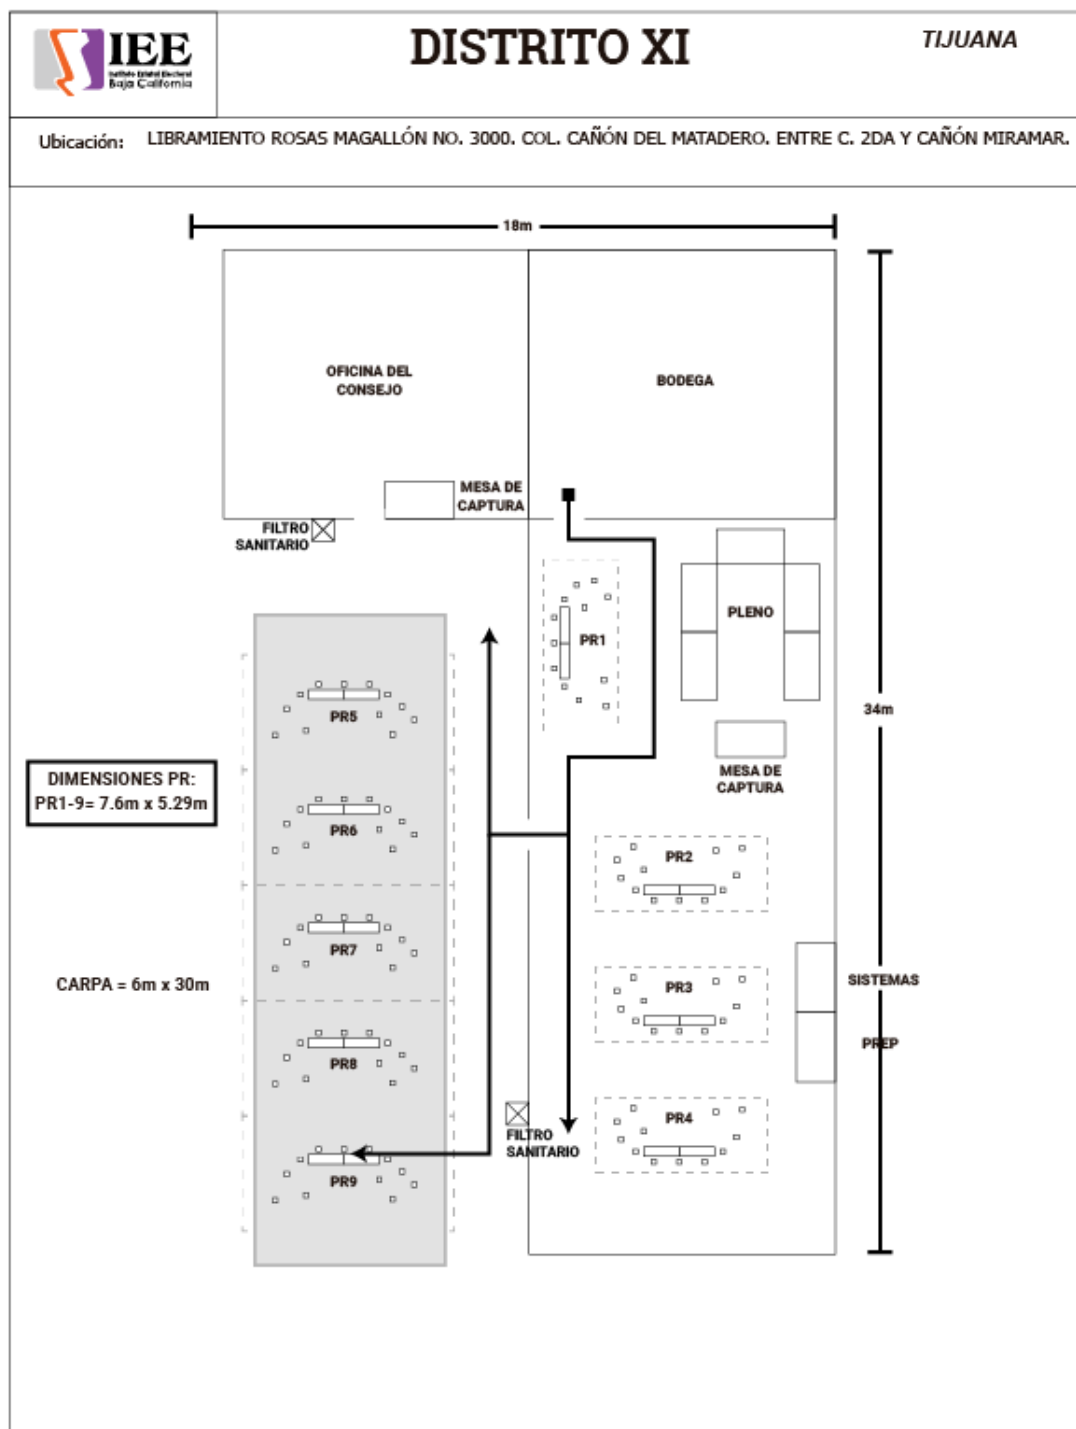 IEE
Instituto Estatal Electoral
Baja California
DISTRITO XI
TIJUANA
Ubicación: LIBRAMIENTO ROSAS MAGALLÓN NO. 3000. COL. CAÑÓN DEL MATADERO. ENTRE C. 2DA Y CAÑÓN MIRAMAR.
18m
OFICINA DEL
CONSEJO
BODEGA
MESA DE
CAPTURA
FILTRO
SANITARIO
PR1
PLENO
34m
MESA DE
CAPTURA
PR5
DIMENSIONES PR:
PR1-9= 7.6m x 5.29m
PR6
PR2
PR7
CARPA = 6m x 30m
PR3
SISTEMAS
PREP
PR8
PR4
FILTRO
SANITARIO
PR9